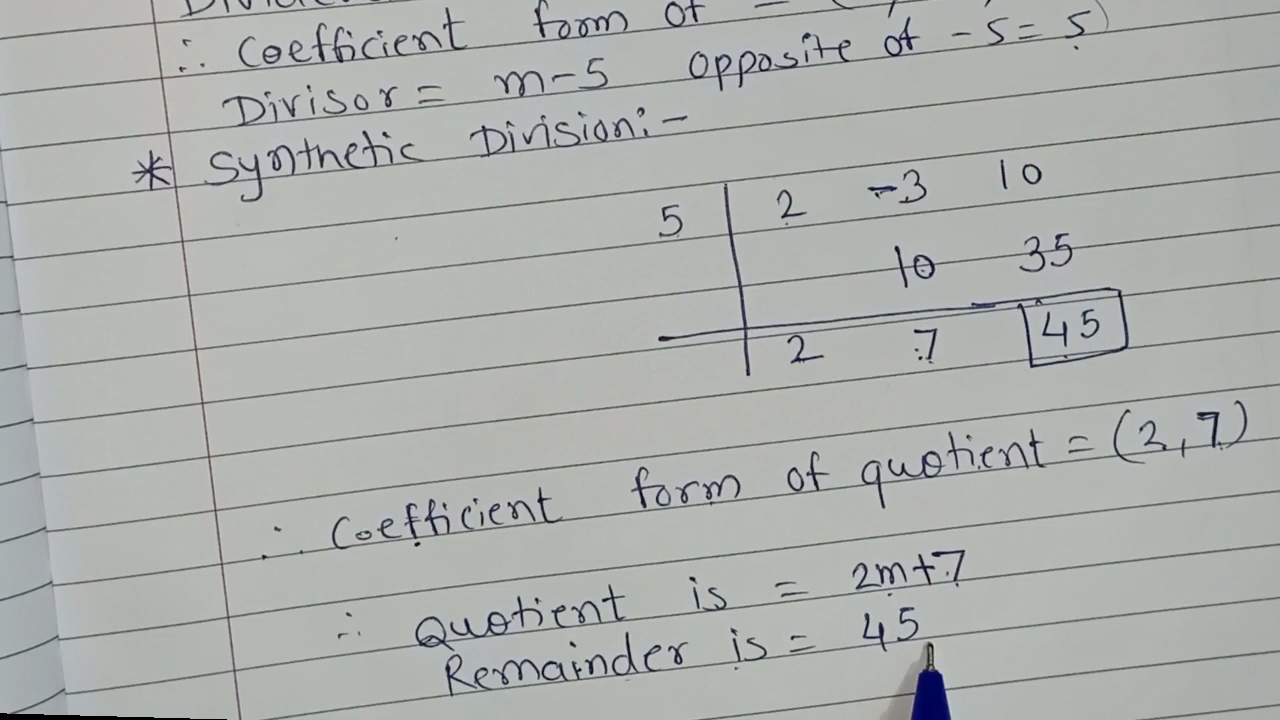 ∴ Coefficient form of =
Divisor = m-5 opposite of -5 = 5)
* Synthetic Division:-
5 2 -3 10
10 35
2 7 45
∴ Coefficient form of quotient = (2,7)
∴ Quotient is = 2m+7
Remainder is = 45